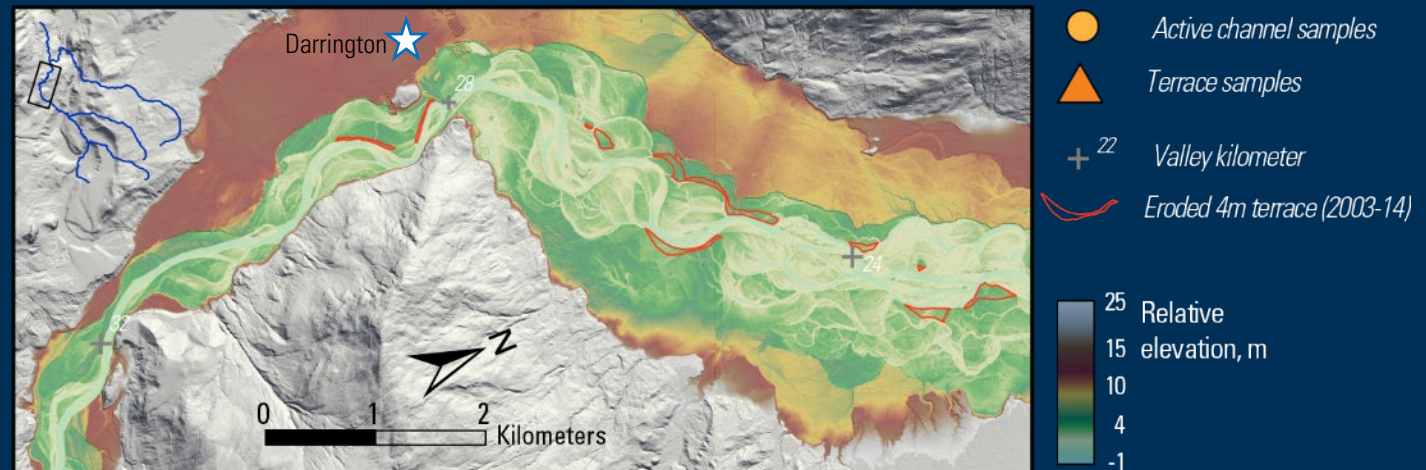 Darrington
28
24
32
N
0 1 2
Kilometers
Active channel samples
Terrace samples
22
Valley kilometer
Eroded 4m terrace (2003-14)
25
15
10
4
-1
Relative
elevation, m